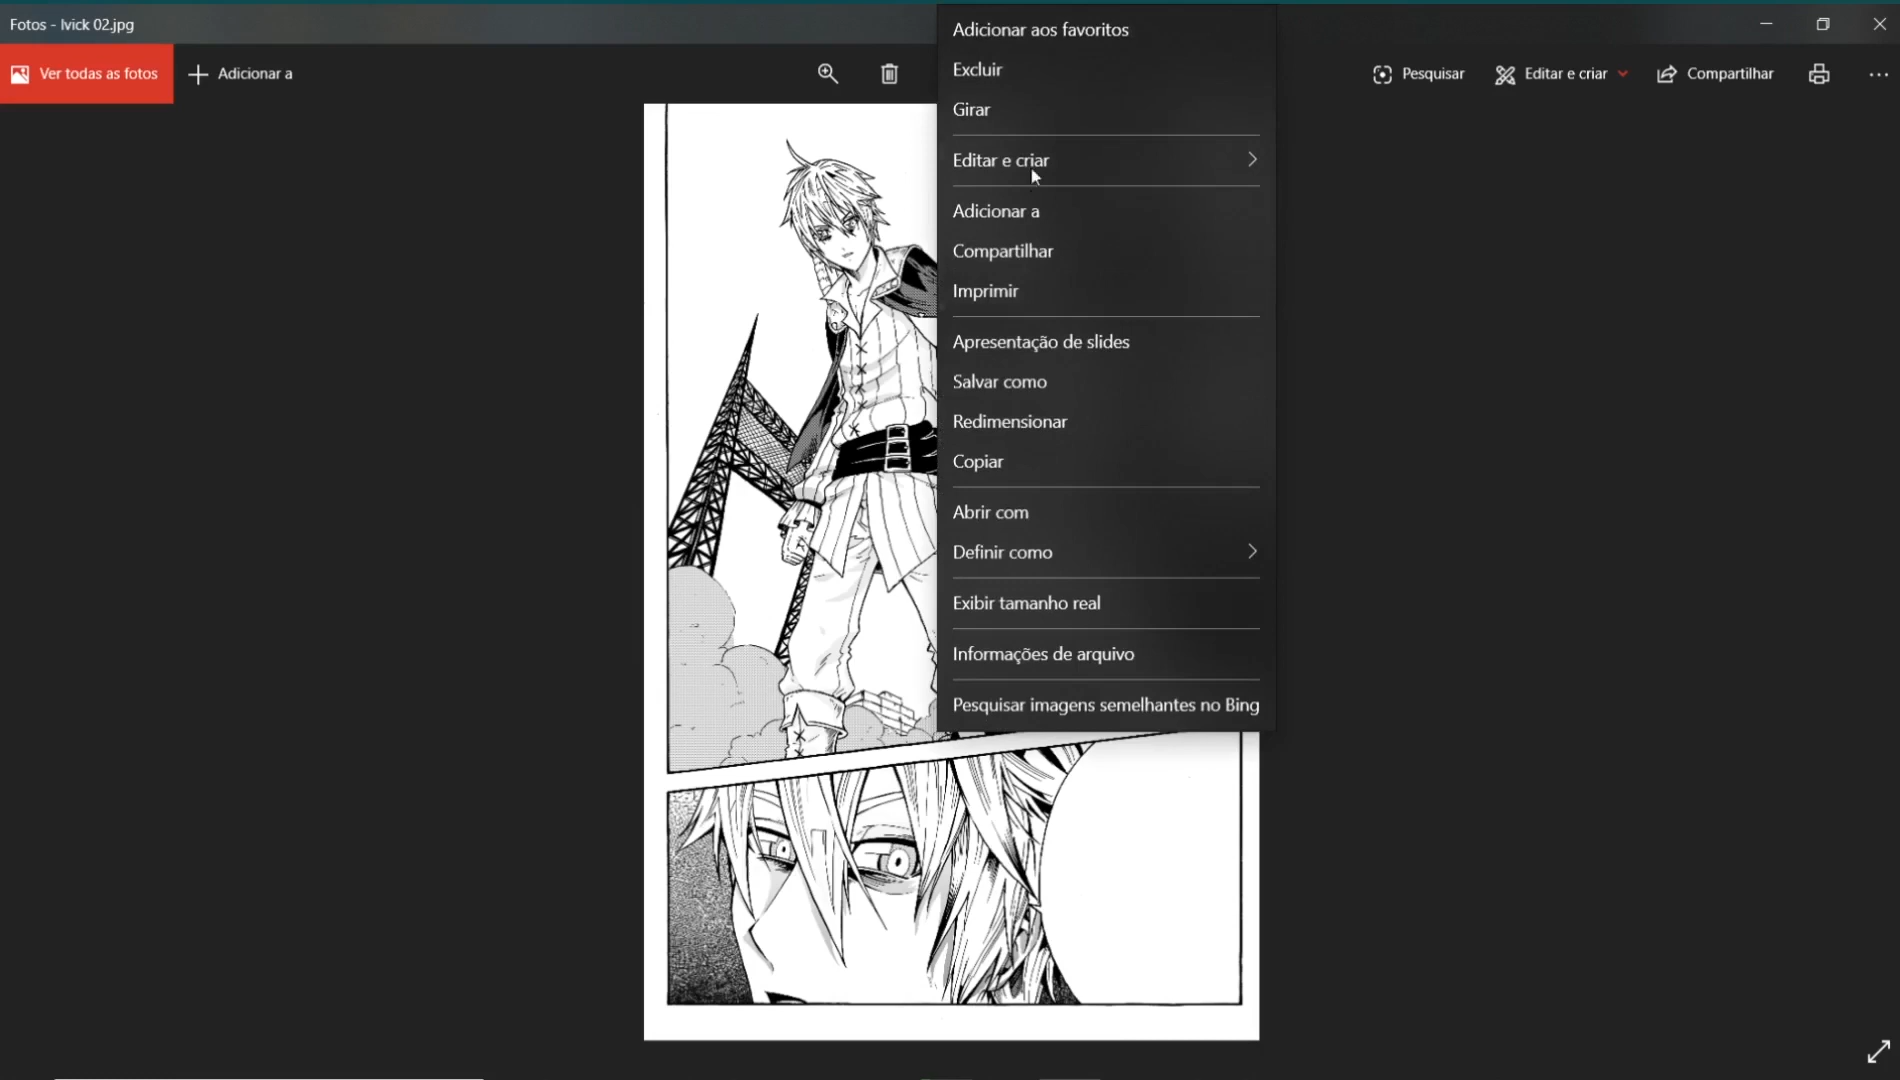 Fotos - lvick 02.jpg
Ver todas as fotos
Adicionar a
Pesquisar
Editar e criar
Compartilhar
Adicionar aos favoritos
Excluir
Girar
Editar e criar
Adicionar a
Compartilhar
Imprimir
Apresentação de slides
Salvar como
Redimensionar
Copiar
Abrir com
Definir como
Exibir tamanho real
Informações de arquivo
Pesquisar imagens semelhantes no Bing